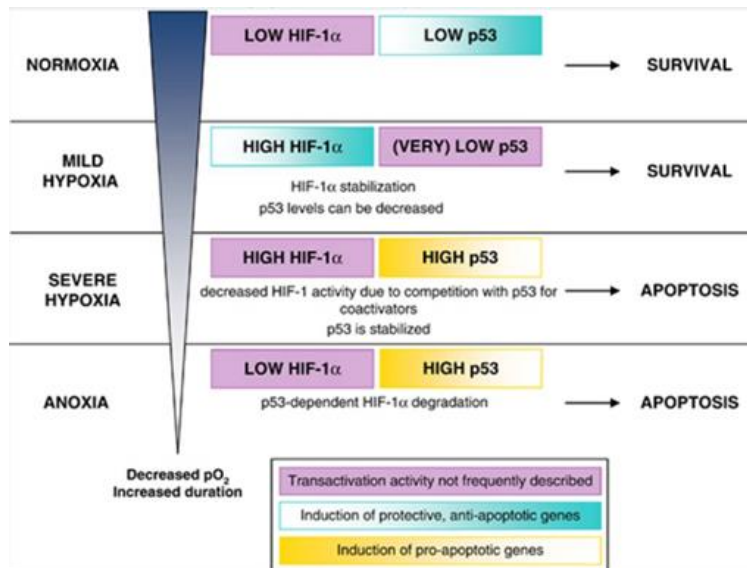 LOW HIF-1α LOW p53
NORMOXIA SURVIVAL
HIGH HIF-1α (VERY) LOW p53
MILD
HYPOXIA SURVIVAL
HIF-1α stabilization
p53 levels can be decreased
HIGH HIF-1α HIGH p53
SEVERE
HYPOXIA APOPTOSIS
decreased HIF-1 activity due to competition with p53 for
coactivators
p53 is stabilized
LOW HIF-1α HIGH p53
ANOXIA APOPTOSIS
p53-dependent HIF-1α degradation
Decreased pO₂
Increased duration
Transactivation activity not frequently described
Induction of protective, anti-apoptotic genes
Induction of pro-apoptotic genes